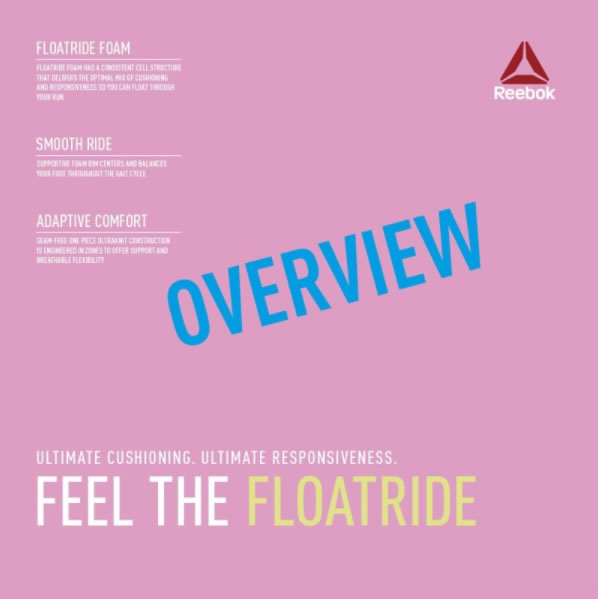 FLOATRIDE FOAM
FLOATRIDE FOAM HAS A CONSISTENT CELL STRUCTURE
THAT DELIVERS THE OPTIMAL MIX OF CUSHIONING
AND RESPONSIVENESS SO YOU CAN FLOAT THROUGH
YOUR RUN
Reebok
SMOOTH RIDE
SUPPORTIVE FOAM RIM CENTERS AND BALANCES
YOUR FOOT THROUGHOUT THE GAIT CYCLE
ADAPTIVE COMFORT
SEAM-FREE ONE PIECE ULTRAKNIT CONSTRUCTION
IS ENGINEERED IN ZONES TO OFFER SUPPORT AND
BREATHABLE FLEXIBILITY
OVERVIEW
ULTIMATE CUSHIONING. ULTIMATE RESPONSIVENESS.
FEEL THE FLOATRIDE